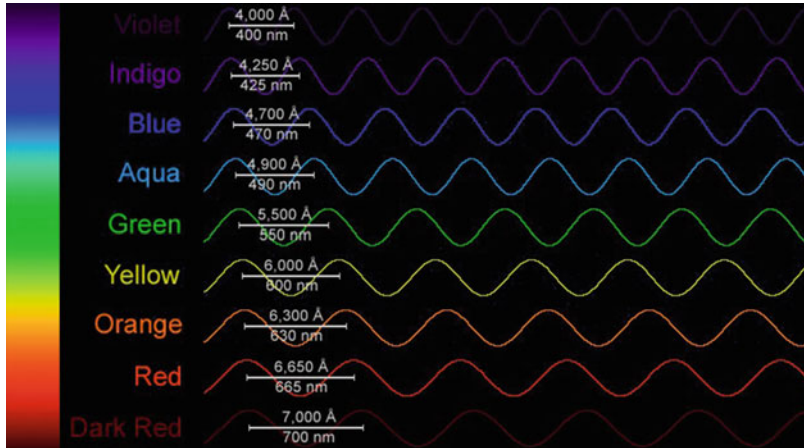 Violet
4,000 Å
400 nm
Indigo
4,250 Å
425 nm
Blue
4,700 Å
470 nm
Aqua
4,900 Å
490 nm
Green
5,500 Å
550 nm
Yellow
6,000 Å
600 nm
Orange
6,300 Å
630 nm
Red
6,650 Å
665 nm
Dark Red
7,000 Å
700 nm